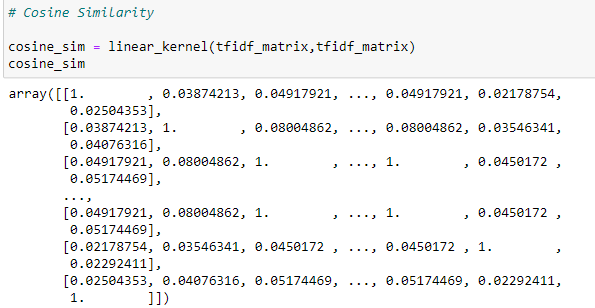 # Cosine Similarity
cosine_sim = linear_kernel(tfidf_matrix,tfidf_matrix)
cosine_sim
array([[1.        , 0.03874213, 0.04917921, ..., 0.04917921, 0.02178754,
        0.02504353],
       [0.03874213, 1.        , 0.08004862, ..., 0.08004862, 0.03546341,
        0.04076316],
       [0.04917921, 0.08004862, 1.        , ..., 1.        , 0.0450172 ,
        0.05174469],
       ...,
       [0.04917921, 0.08004862, 1.        , ..., 1.        , 0.0450172 ,
        0.05174469],
       [0.02178754, 0.03546341, 0.0450172 , ..., 0.0450172 , 1.        ,
        0.02292411],
       [0.02504353, 0.04076316, 0.05174469, ..., 0.05174469, 0.02292411,
        1.        ]])